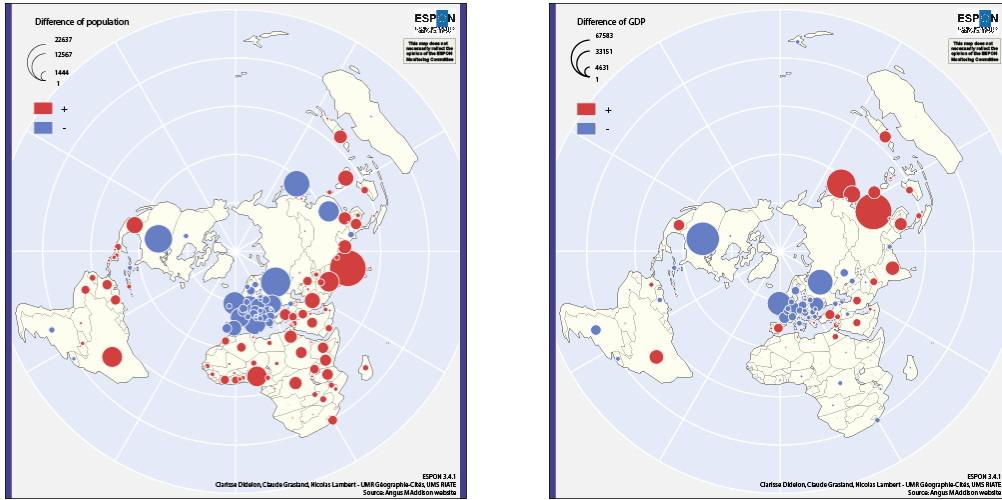 Difference of population
22637
12567
1444
1
+
-
ESPON
This map does not
necessarily reflect the
opinion of the ESPON
Monitoring Committee
ESPON 3.4.1
Clarisse Didelon, Claude Grasland, Nicolas Lambert - UMR Géographie-Cités, UMS RIATE
Source: Angus MAddison website
Difference of GDP
67583
33151
4631
1
+
-
ESPON
This map does not
necessarily reflect the
opinion of the ESPON
Monitoring Committee
ESPON 3.4.1
Clarisse Didelon, Claude Grasland, Nicolas Lambert - UMR Géographie-Cités, UMS RIATE
Source: Angus MAddison website